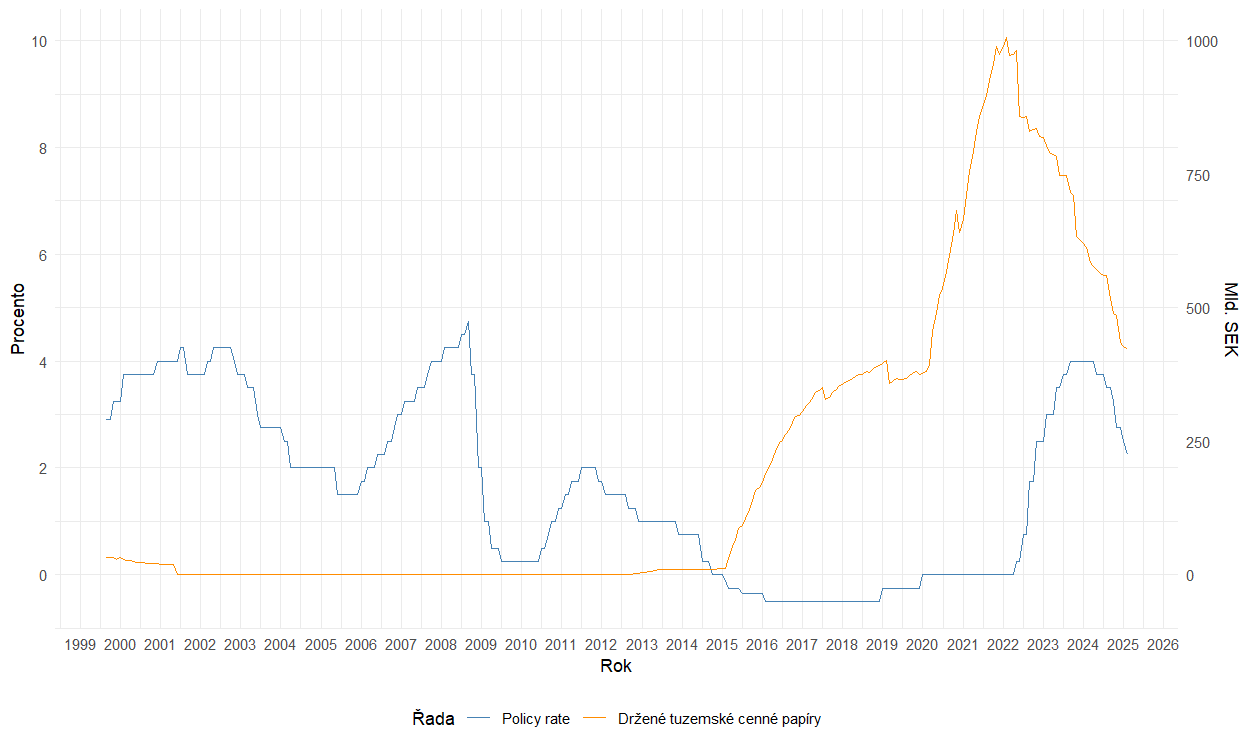 10
8
6
4
2
0
Procento
1000
750
500
250
0
Mld. SEK
1999 2000 2001 2002 2003 2004 2005 2006 2007 2008 2009 2010 2011 2012 2013 2014 2015 2016 2017 2018 2019 2020 2021 2022 2023 2024 2025 2026
Rok
Řada Policy rate Držené tuzemské cenné papíry